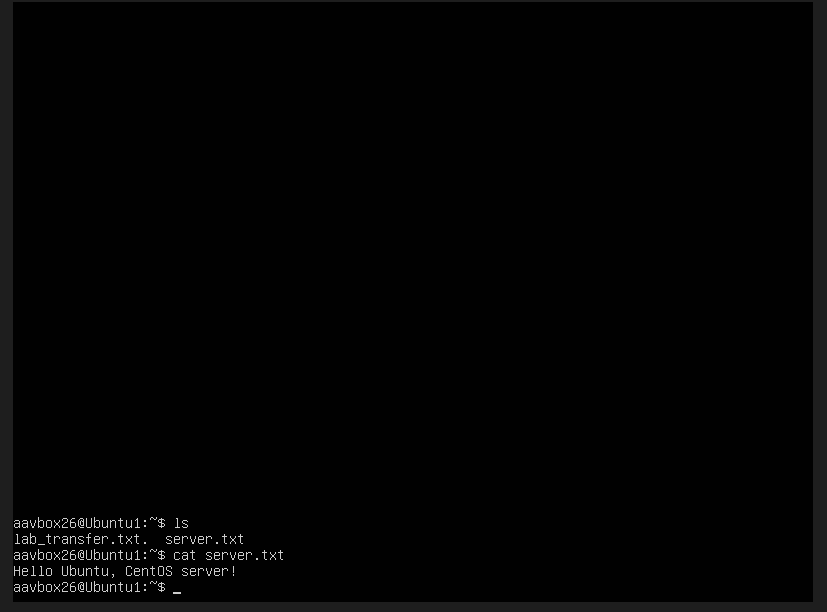 aavbox26@Ubuntu1:~$ ls
lab_transfer.txt.  server.txt
aavbox26@Ubuntu1:~$ cat server.txt
Hello Ubuntu, CentOS server!
aavbox26@Ubuntu1:~$ _